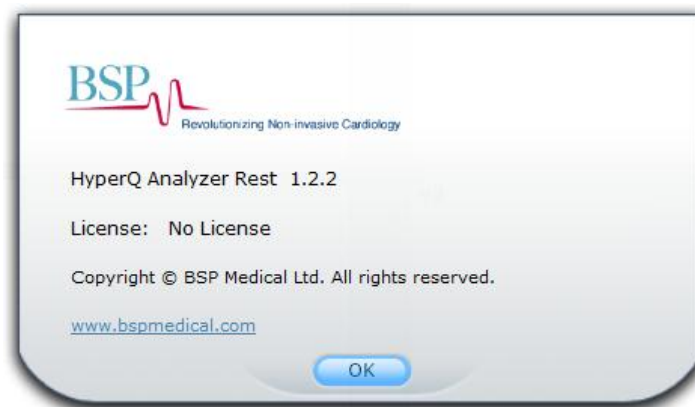 BSP
Revolutionizing Non-invasive Cardiology
HyperQ Analyzer Rest 1.2.2
License: No License
Copyright © BSP Medical Ltd. All rights reserved.
www.bspmedical.com
OK